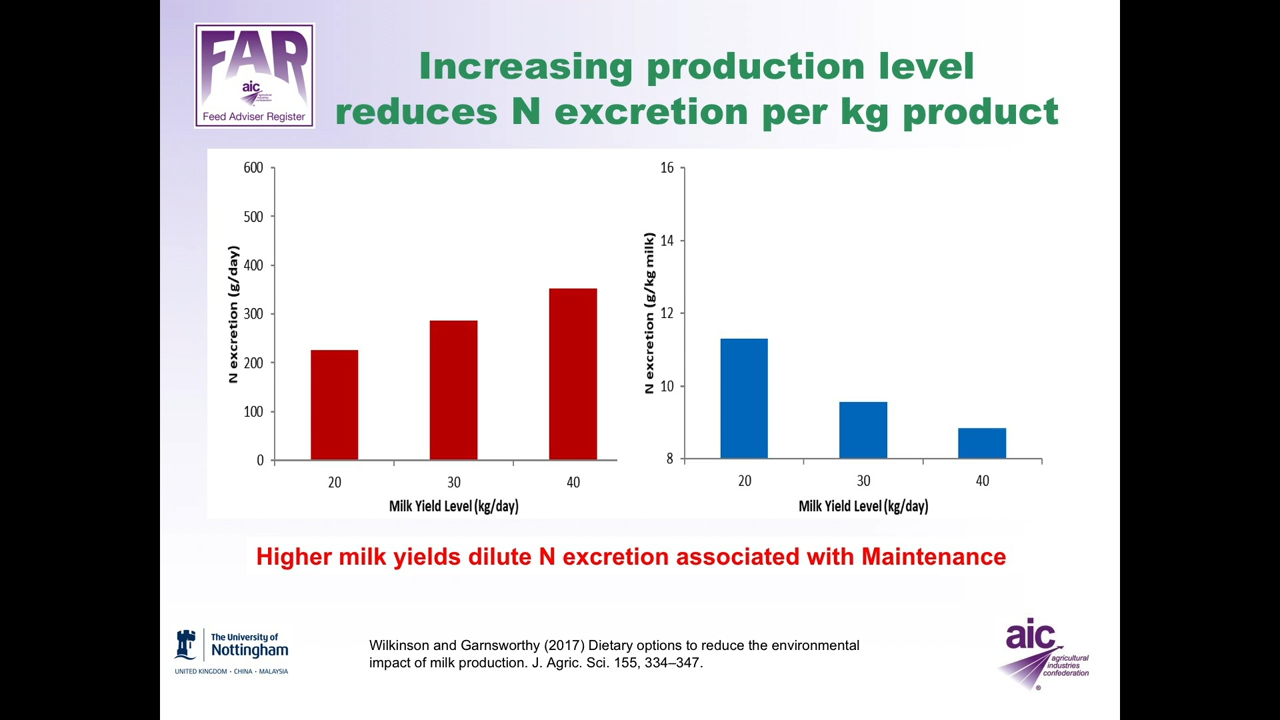 FAR
aic
agricultural
industries
confederation
Feed Adviser Register
Increasing production level
reduces N excretion per kg product
600
500
400
300
200
100
0
N excretion (g/day)
20 30 40
Milk Yield Level (kg/day)
16
14
12
10
8
N excretion (g/kg milk)
20 30 40
Milk Yield Level (kg/day)
Higher milk yields dilute N excretion associated with Maintenance
The University of
Nottingham
UNITED KINGDOM · CHINA · MALAYSIA
Wilkinson and Garnsworthy (2017) Dietary options to reduce the environmental
impact of milk production. J. Agric. Sci. 155, 334–347.
aic
agricultural
industries
confederation
®